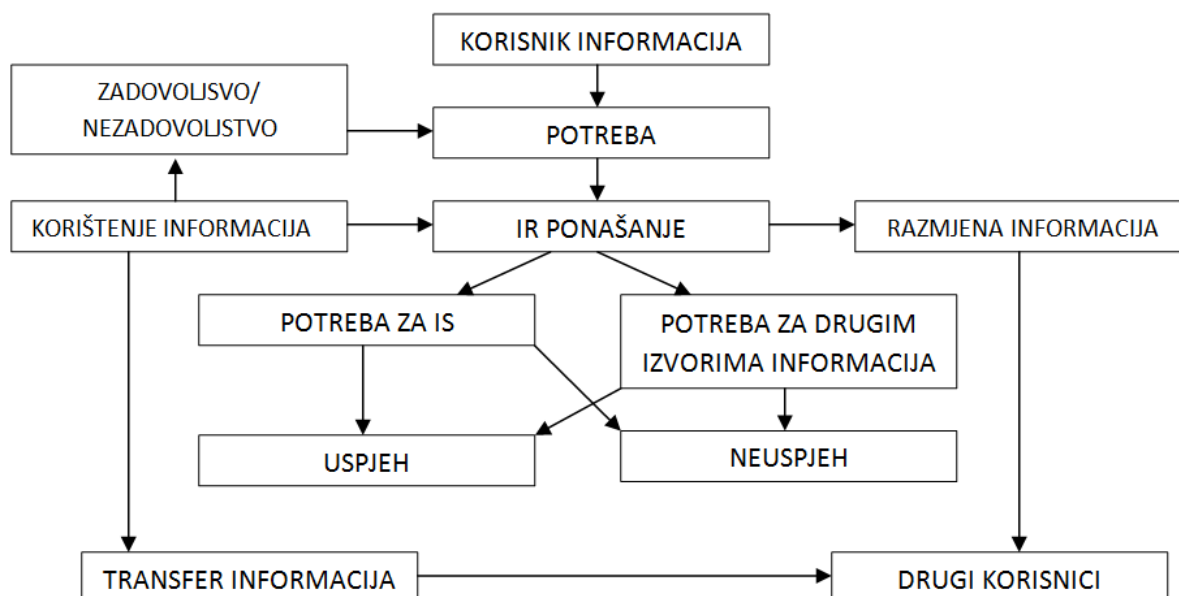 KORISNIK INFORMACIJA
ZADOVOLJSVO/
NEZADOVOLJSTVO
POTREBA
KORIŠTENJE INFORMACIJA
IR PONAŠANJE
RAZMJENA INFORMACIJA
POTREBA ZA IS
POTREBA ZA DRUGIM
IZVORIMA INFORMACIJA
USPJEH
NEUSPJEH
TRANSFER INFORMACIJA
DRUGI KORISNICI